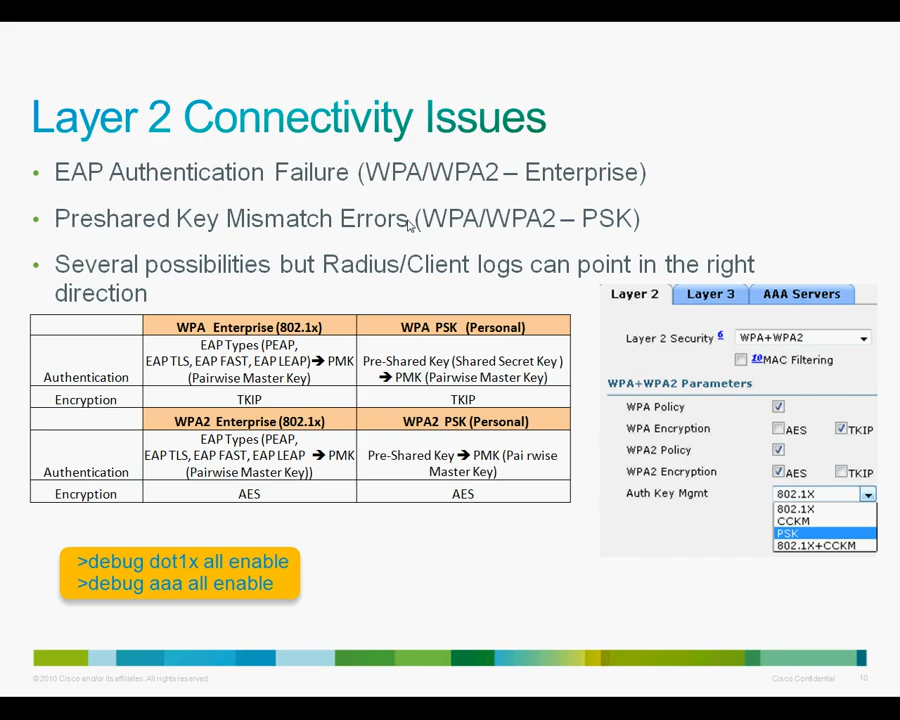 Layer 2 Connectivity Issues
• EAP Authentication Failure (WPA/WPA2 – Enterprise)
• Preshared Key Mismatch Errors (WPA/WPA2 – PSK)
• Several possibilities but Radius/Client logs can point in the right
direction
WPA Enterprise (802.1x)
WPA PSK (Personal)
Authentication
EAP Types (PEAP,
EAP TLS, EAP FAST, EAP LEAP)➔ PMK
(Pairwise Master Key)
Pre-Shared Key (Shared Secret Key )
➔ PMK (Pairwise Master Key)
Encryption
TKIP
TKIP
WPA2 Enterprise (802.1x)
WPA2 PSK (Personal)
Authentication
EAP Types (PEAP,
EAP TLS, EAP FAST, EAP LEAP ➔ PMK
(Pairwise Master Key))
Pre-Shared Key ➔ PMK (Pai rwise
Master Key)
Encryption
AES
AES
Layer 2
Layer 3
AAA Servers
Layer 2 Security 6 WPA+WPA2
10 MAC Filtering
WPA+WPA2 Parameters
WPA Policy
WPA Encryption AES TKIP
WPA2 Policy
WPA2 Encryption AES TKIP
Auth Key Mgmt 802.1X
802.1X
CCKM
PSK
802.1X+CCKM
>debug dot1x all enable
>debug aaa all enable
© 2010 Cisco and/or its affiliates. All rights reserved
Cisco Confidential
10